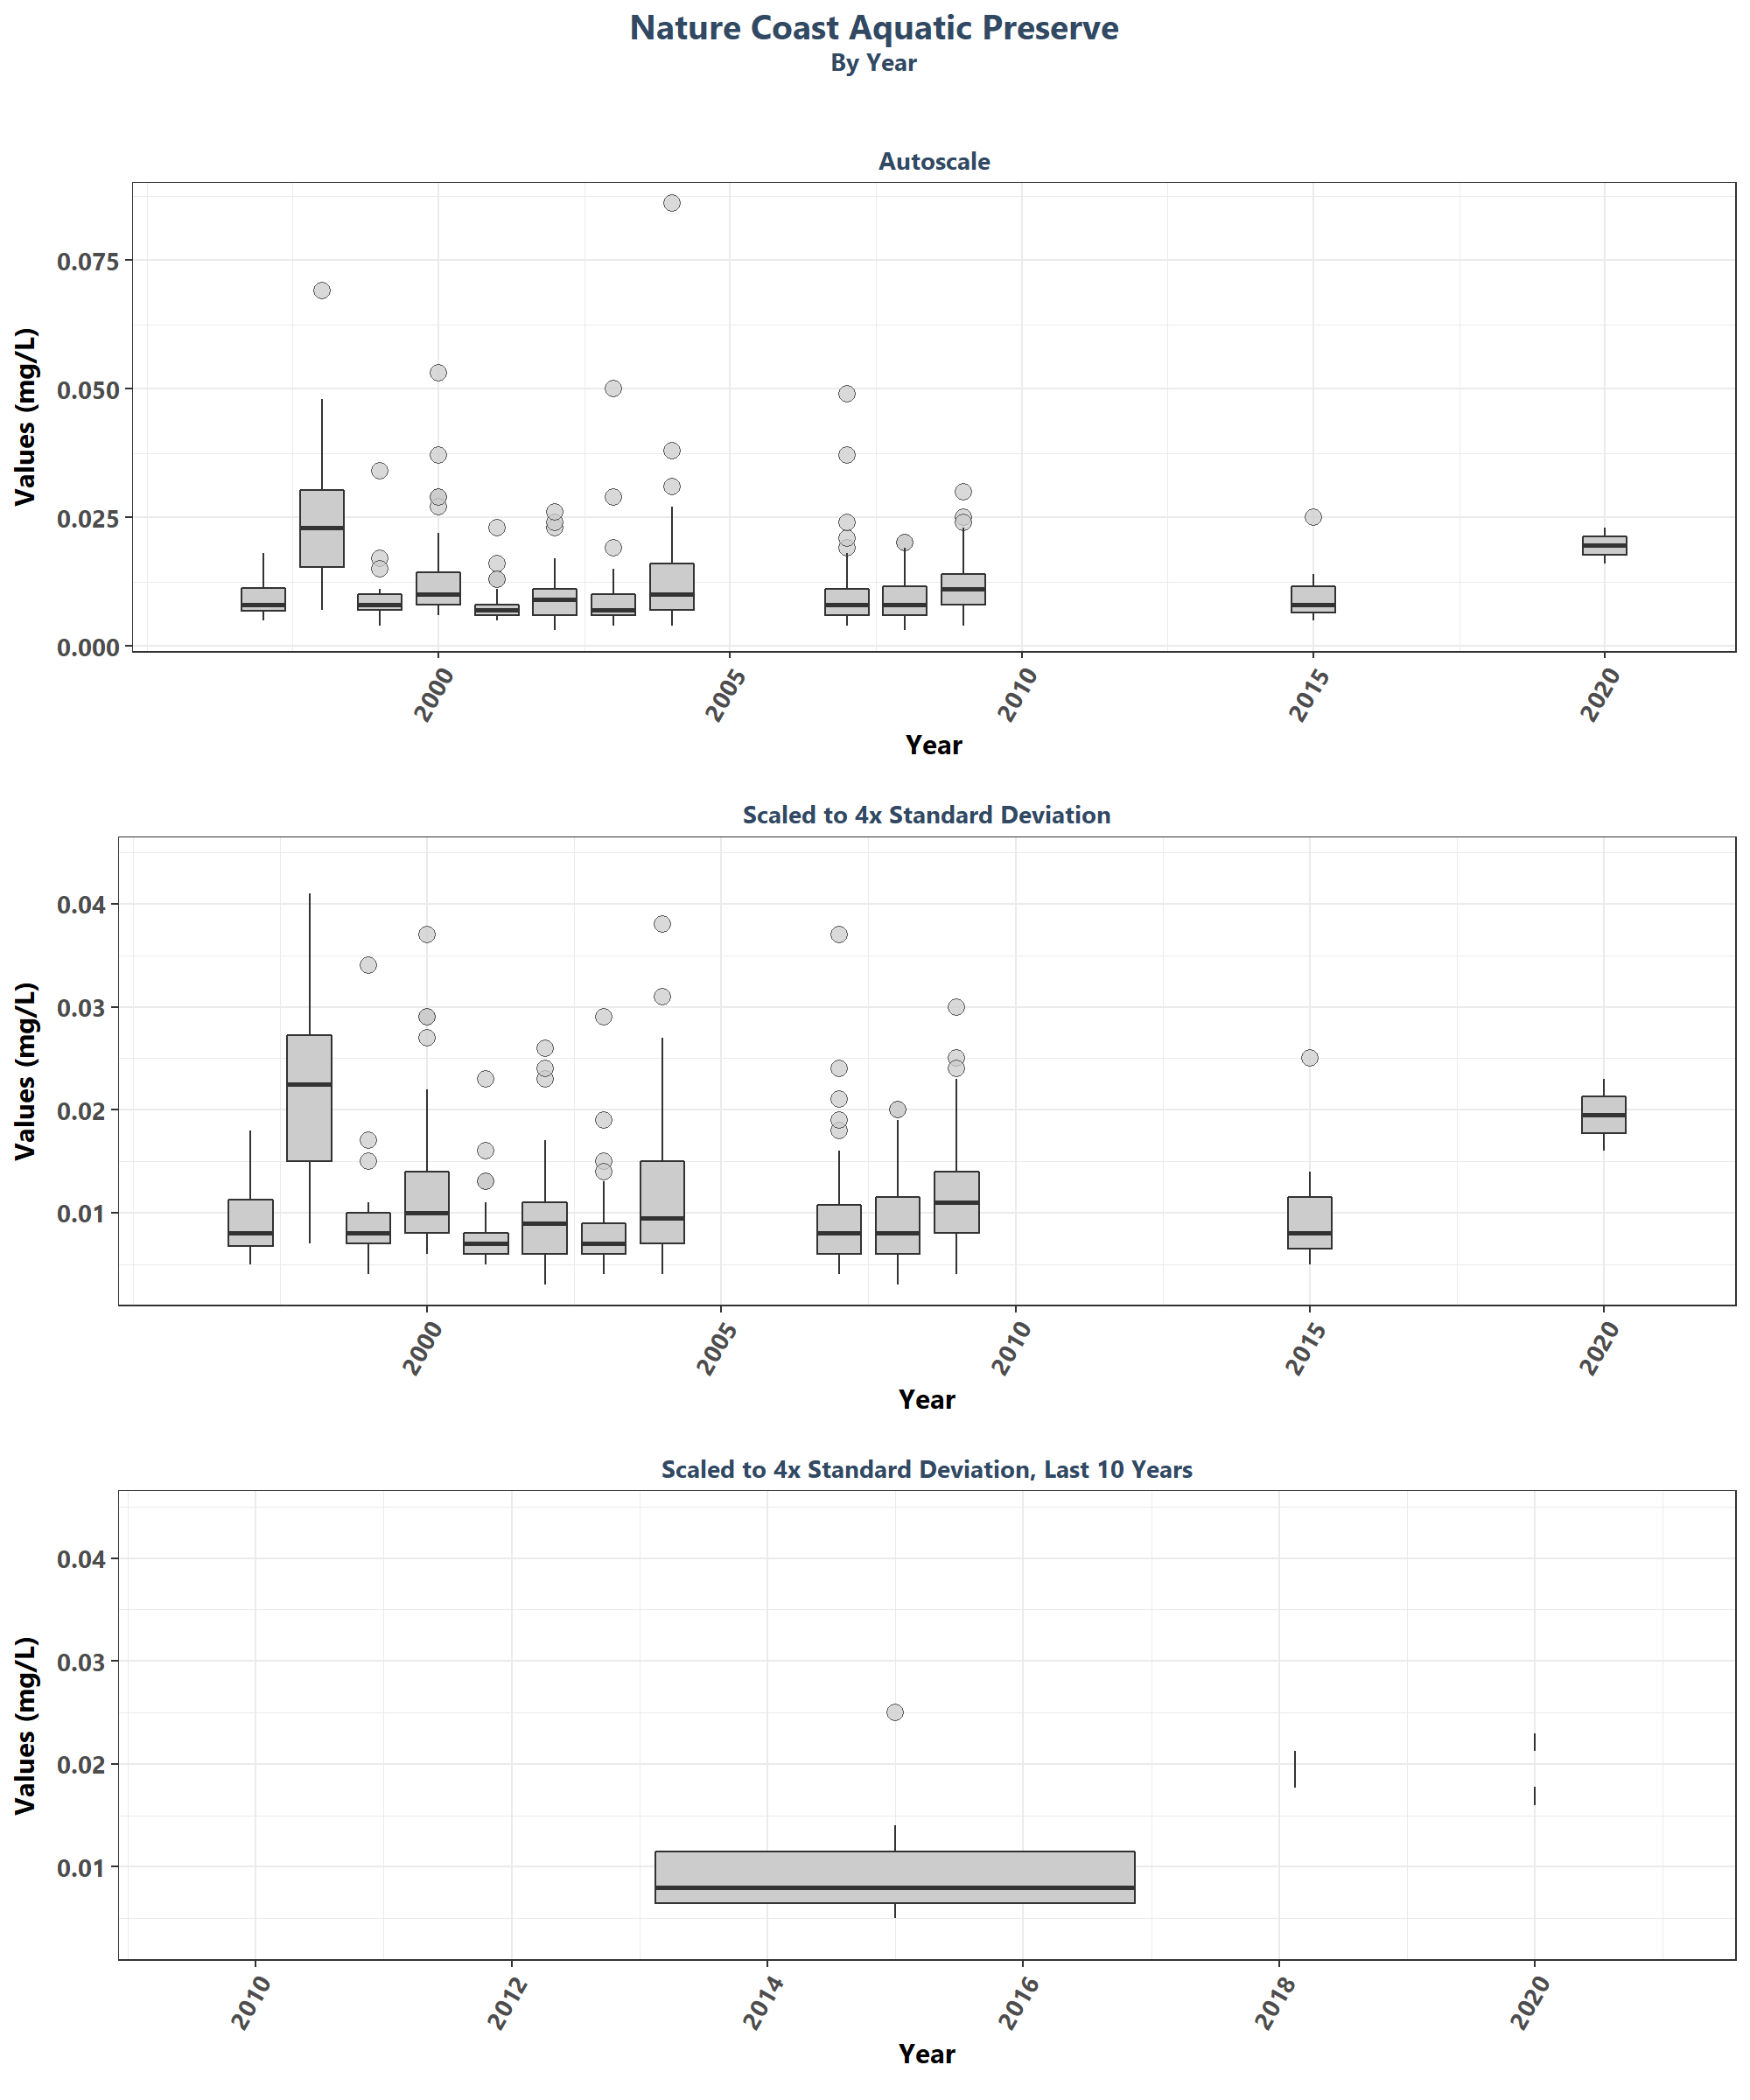 Nature Coast Aquatic Preserve
By Year
Autoscale
Values (mg/L)
0.075
0.050
0.025
0.000
2000 2005 2010 2015 2020
Year
Scaled to 4x Standard Deviation
Values (mg/L)
0.04
0.03
0.02
0.01
2000 2005 2010 2015 2020
Year
Scaled to 4x Standard Deviation, Last 10 Years
Values (mg/L)
0.04
0.03
0.02
0.01
2010 2012 2014 2016 2018 2020
Year